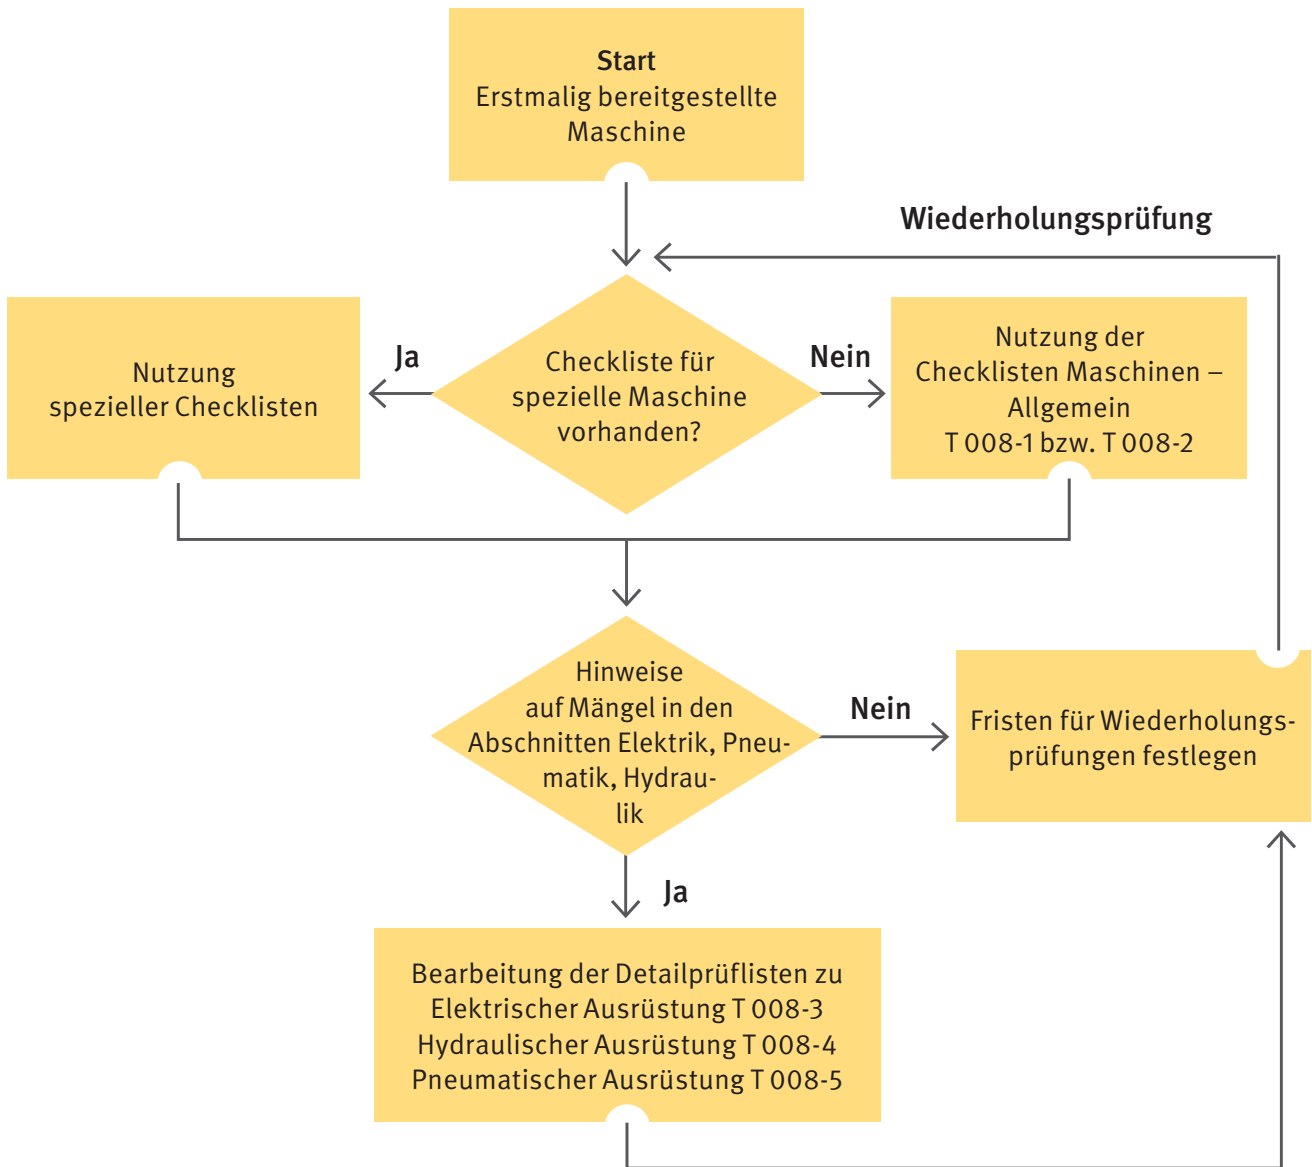 Start
Erstmalig bereitgestellte
Maschine
Wiederholungsprüfung
Nutzung
spezieller Checklisten
Ja
Checkliste für
spezielle Maschine
vorhanden?
Nein
Nutzung der
Checklisten Maschinen –
Allgemein
T 008-1 bzw. T 008-2
Hinweise
auf Mängel in den
Abschnitten Elektrik, Pneu-
matik, Hydrau-
lik
Nein
Fristen für Wiederholungs-
prüfungen festlegen
Ja
Bearbeitung der Detailprüflisten zu
Elektrischer Ausrüstung T 008-3
Hydraulischer Ausrüstung T 008-4
Pneumatischer Ausrüstung T 008-5